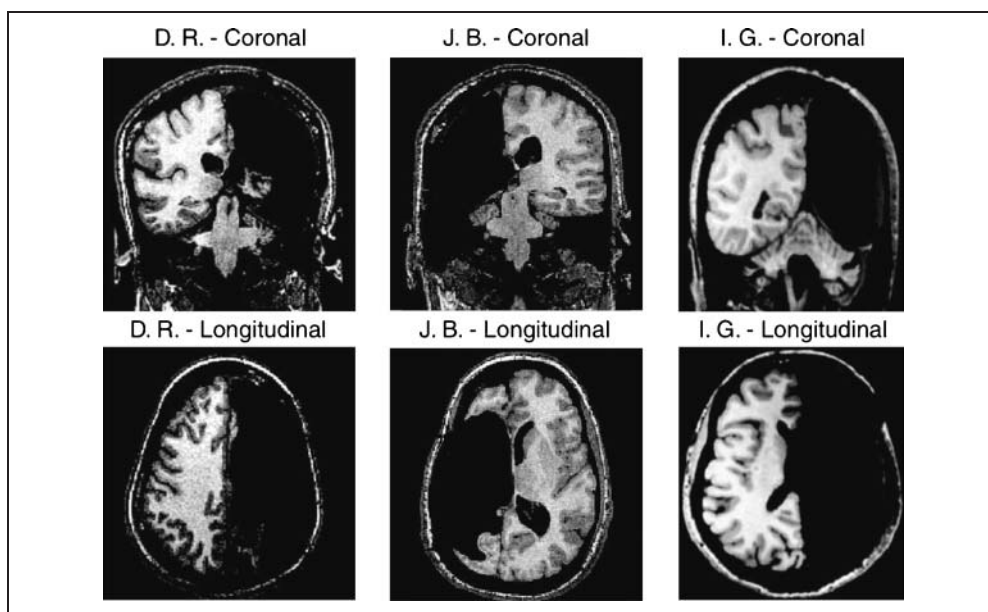 D. R. - Coronal
J. B. - Coronal
I. G. - Coronal
D. R. - Longitudinal
J. B. - Longitudinal
I. G. - Longitudinal